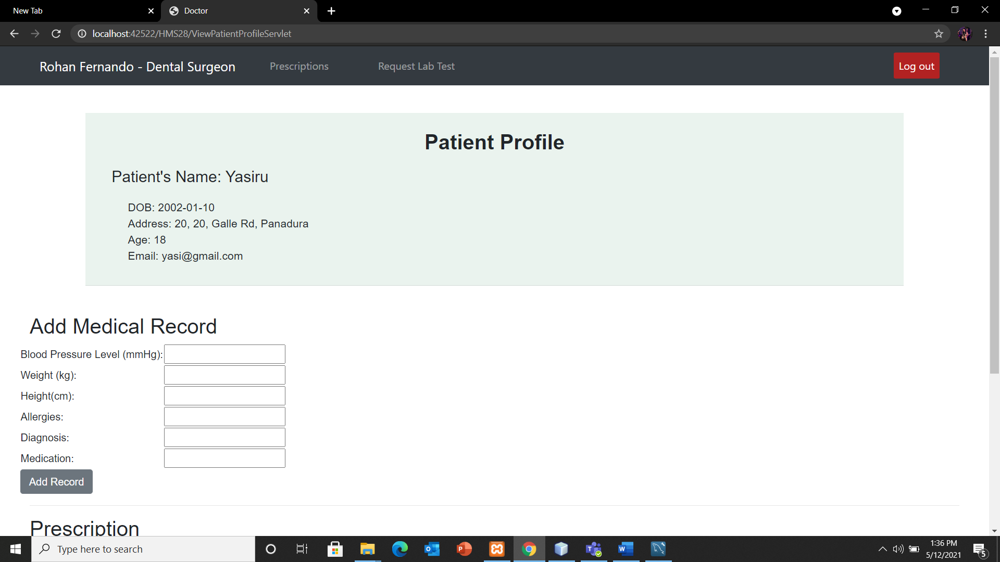 New Tab
Doctor
localhost:42522/HMS28/ViewPatientProfileServlet
Rohan Fernando - Dental Surgeon
Prescriptions
Request Lab Test
Log out
Patient Profile
Patient's Name: Yasiru
DOB: 2002-01-10
Address: 20, 20, Galle Rd, Panadura
Age: 18
Email: yasi@gmail.com
Add Medical Record
Blood Pressure Level (mmHg):
Weight (kg):
Height(cm):
Allergies:
Diagnosis:
Medication:
Add Record
Prescription
Type here to search
1:36 PM
5/12/2021
5